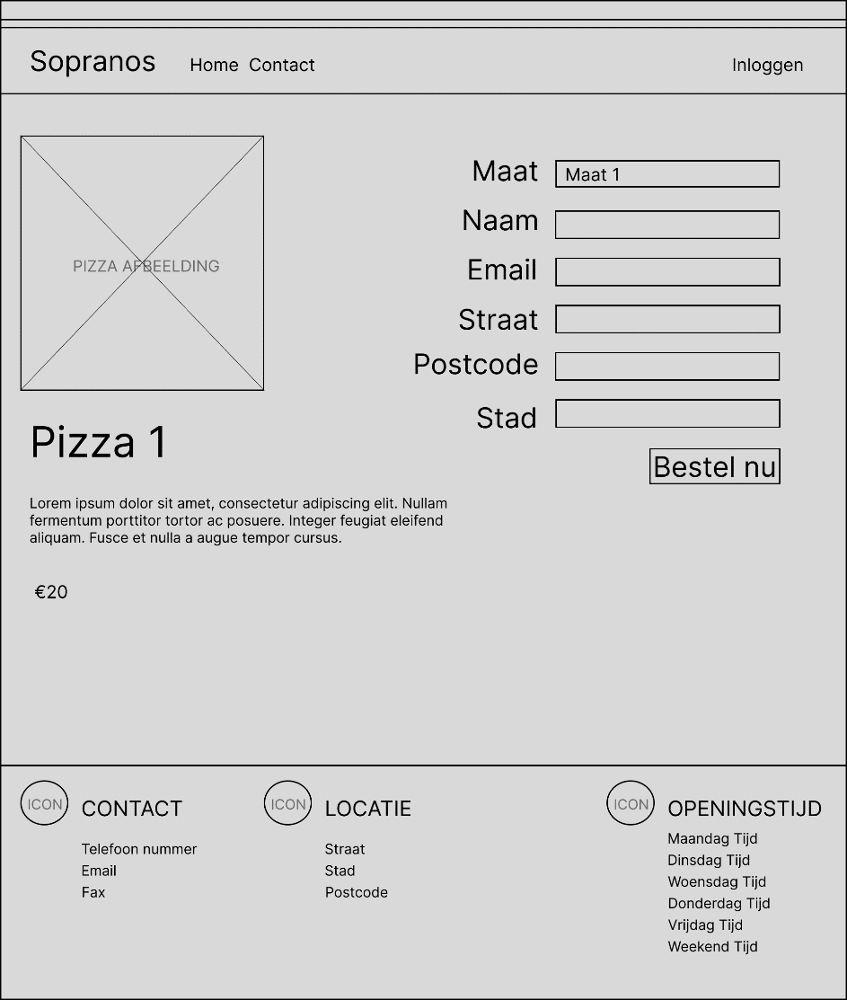 Sopranos Home Contact Inloggen
PIZZA AFBEELDING
Pizza 1
Lorem ipsum dolor sit amet, consectetur adipiscing elit. Nullam
fermentum porttitor tortor ac posuere. Integer feugiat eleifend
aliquam. Fusce et nulla a augue tempor cursus.
€20
Maat Maat 1
Naam
Email
Straat
Postcode
Stad
Bestel nu
ICON CONTACT
Telefoon nummer
Email
Fax
ICON LOCATIE
Straat
Stad
Postcode
ICON OPENINGSTIJD
Maandag Tijd
Dinsdag Tijd
Woensdag Tijd
Donderdag Tijd
Vrijdag Tijd
Weekend Tijd